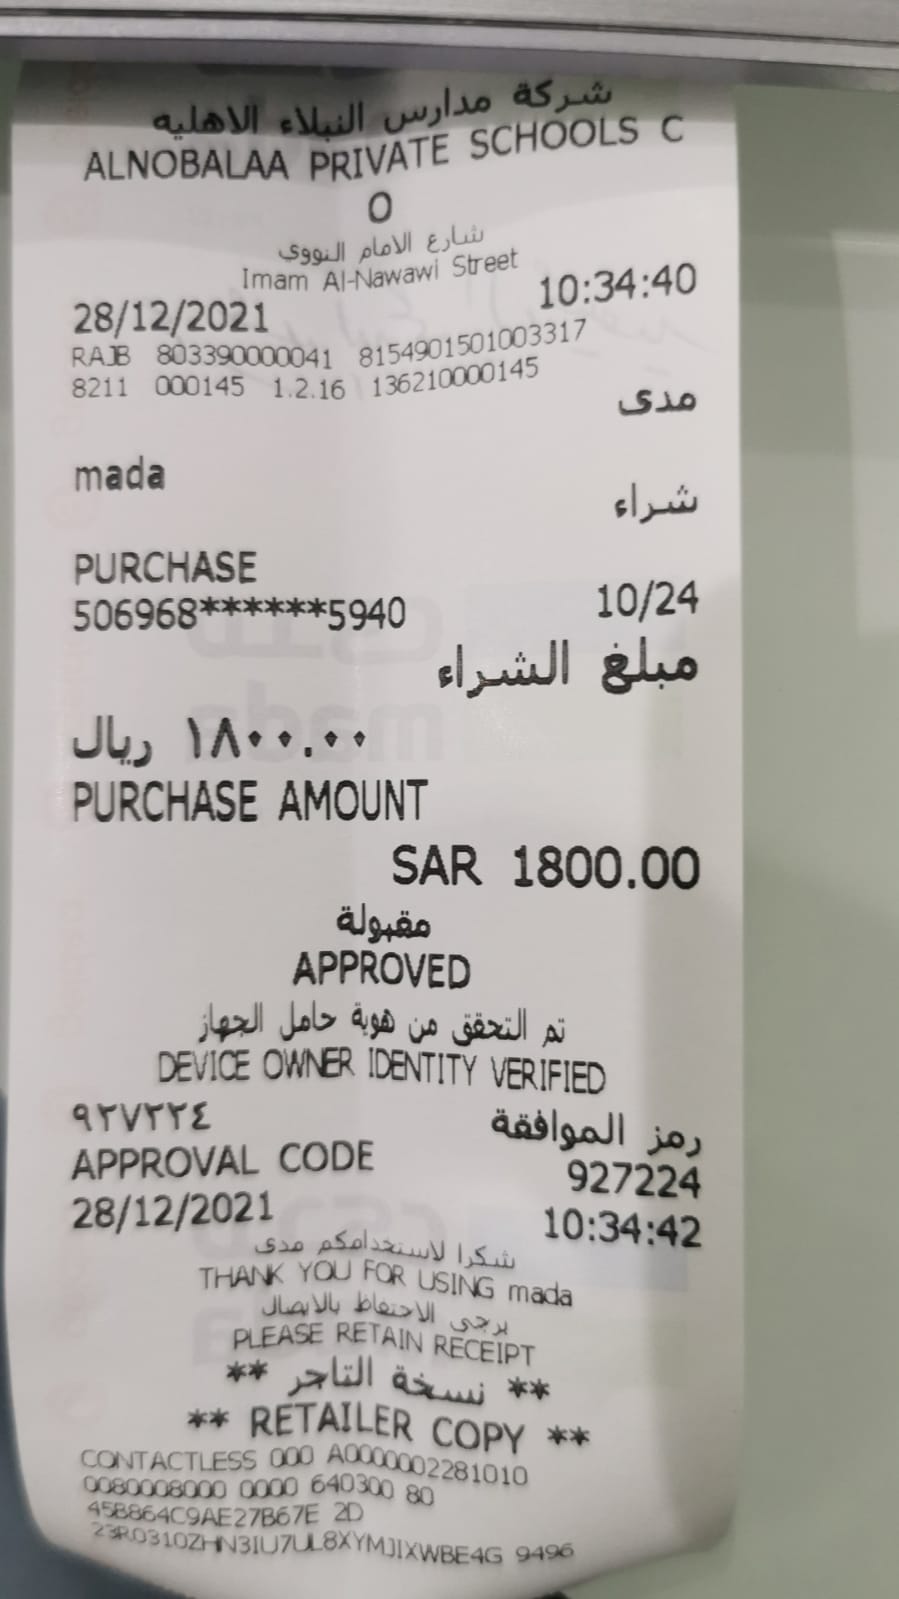 شركة مدارس النبلاء الاهليه
ALNOBALAA PRIVATE SCHOOLS C
O
شارع الامام النووي
Imam Al-Nawawi Street
28/12/2021 10:34:40
RAJB 803390000041 8154901501003317
8211 000145 1.2.16 136210000145
مدى
mada
شراء
PURCHASE
506968******5940 10/24
مبلغ الشراء
١٨٠٠.٠٠ ريال
PURCHASE AMOUNT
SAR 1800.00
مقبولة
APPROVED
تم التحقق من هوية حامل الجهاز
DEVICE OWNER IDENTITY VERIFIED
رمز الموافقة ٩٢٧٢٢٤
APPROVAL CODE 927224
28/12/2021 10:34:42
شكرا لاستخدامكم مدى
THANK YOU FOR USING mada
يرجى الاحتفاظ بالايصال
PLEASE RETAIN RECEIPT
** نسخة التاجر **
** RETAILER COPY **
CONTACTLESS 000 A0000002281010
0080008000 0000 640300 80
45B864C9AE27B67E 2D
23R0310ZHN3IU7UL8XYMJIXWBE4G 9496